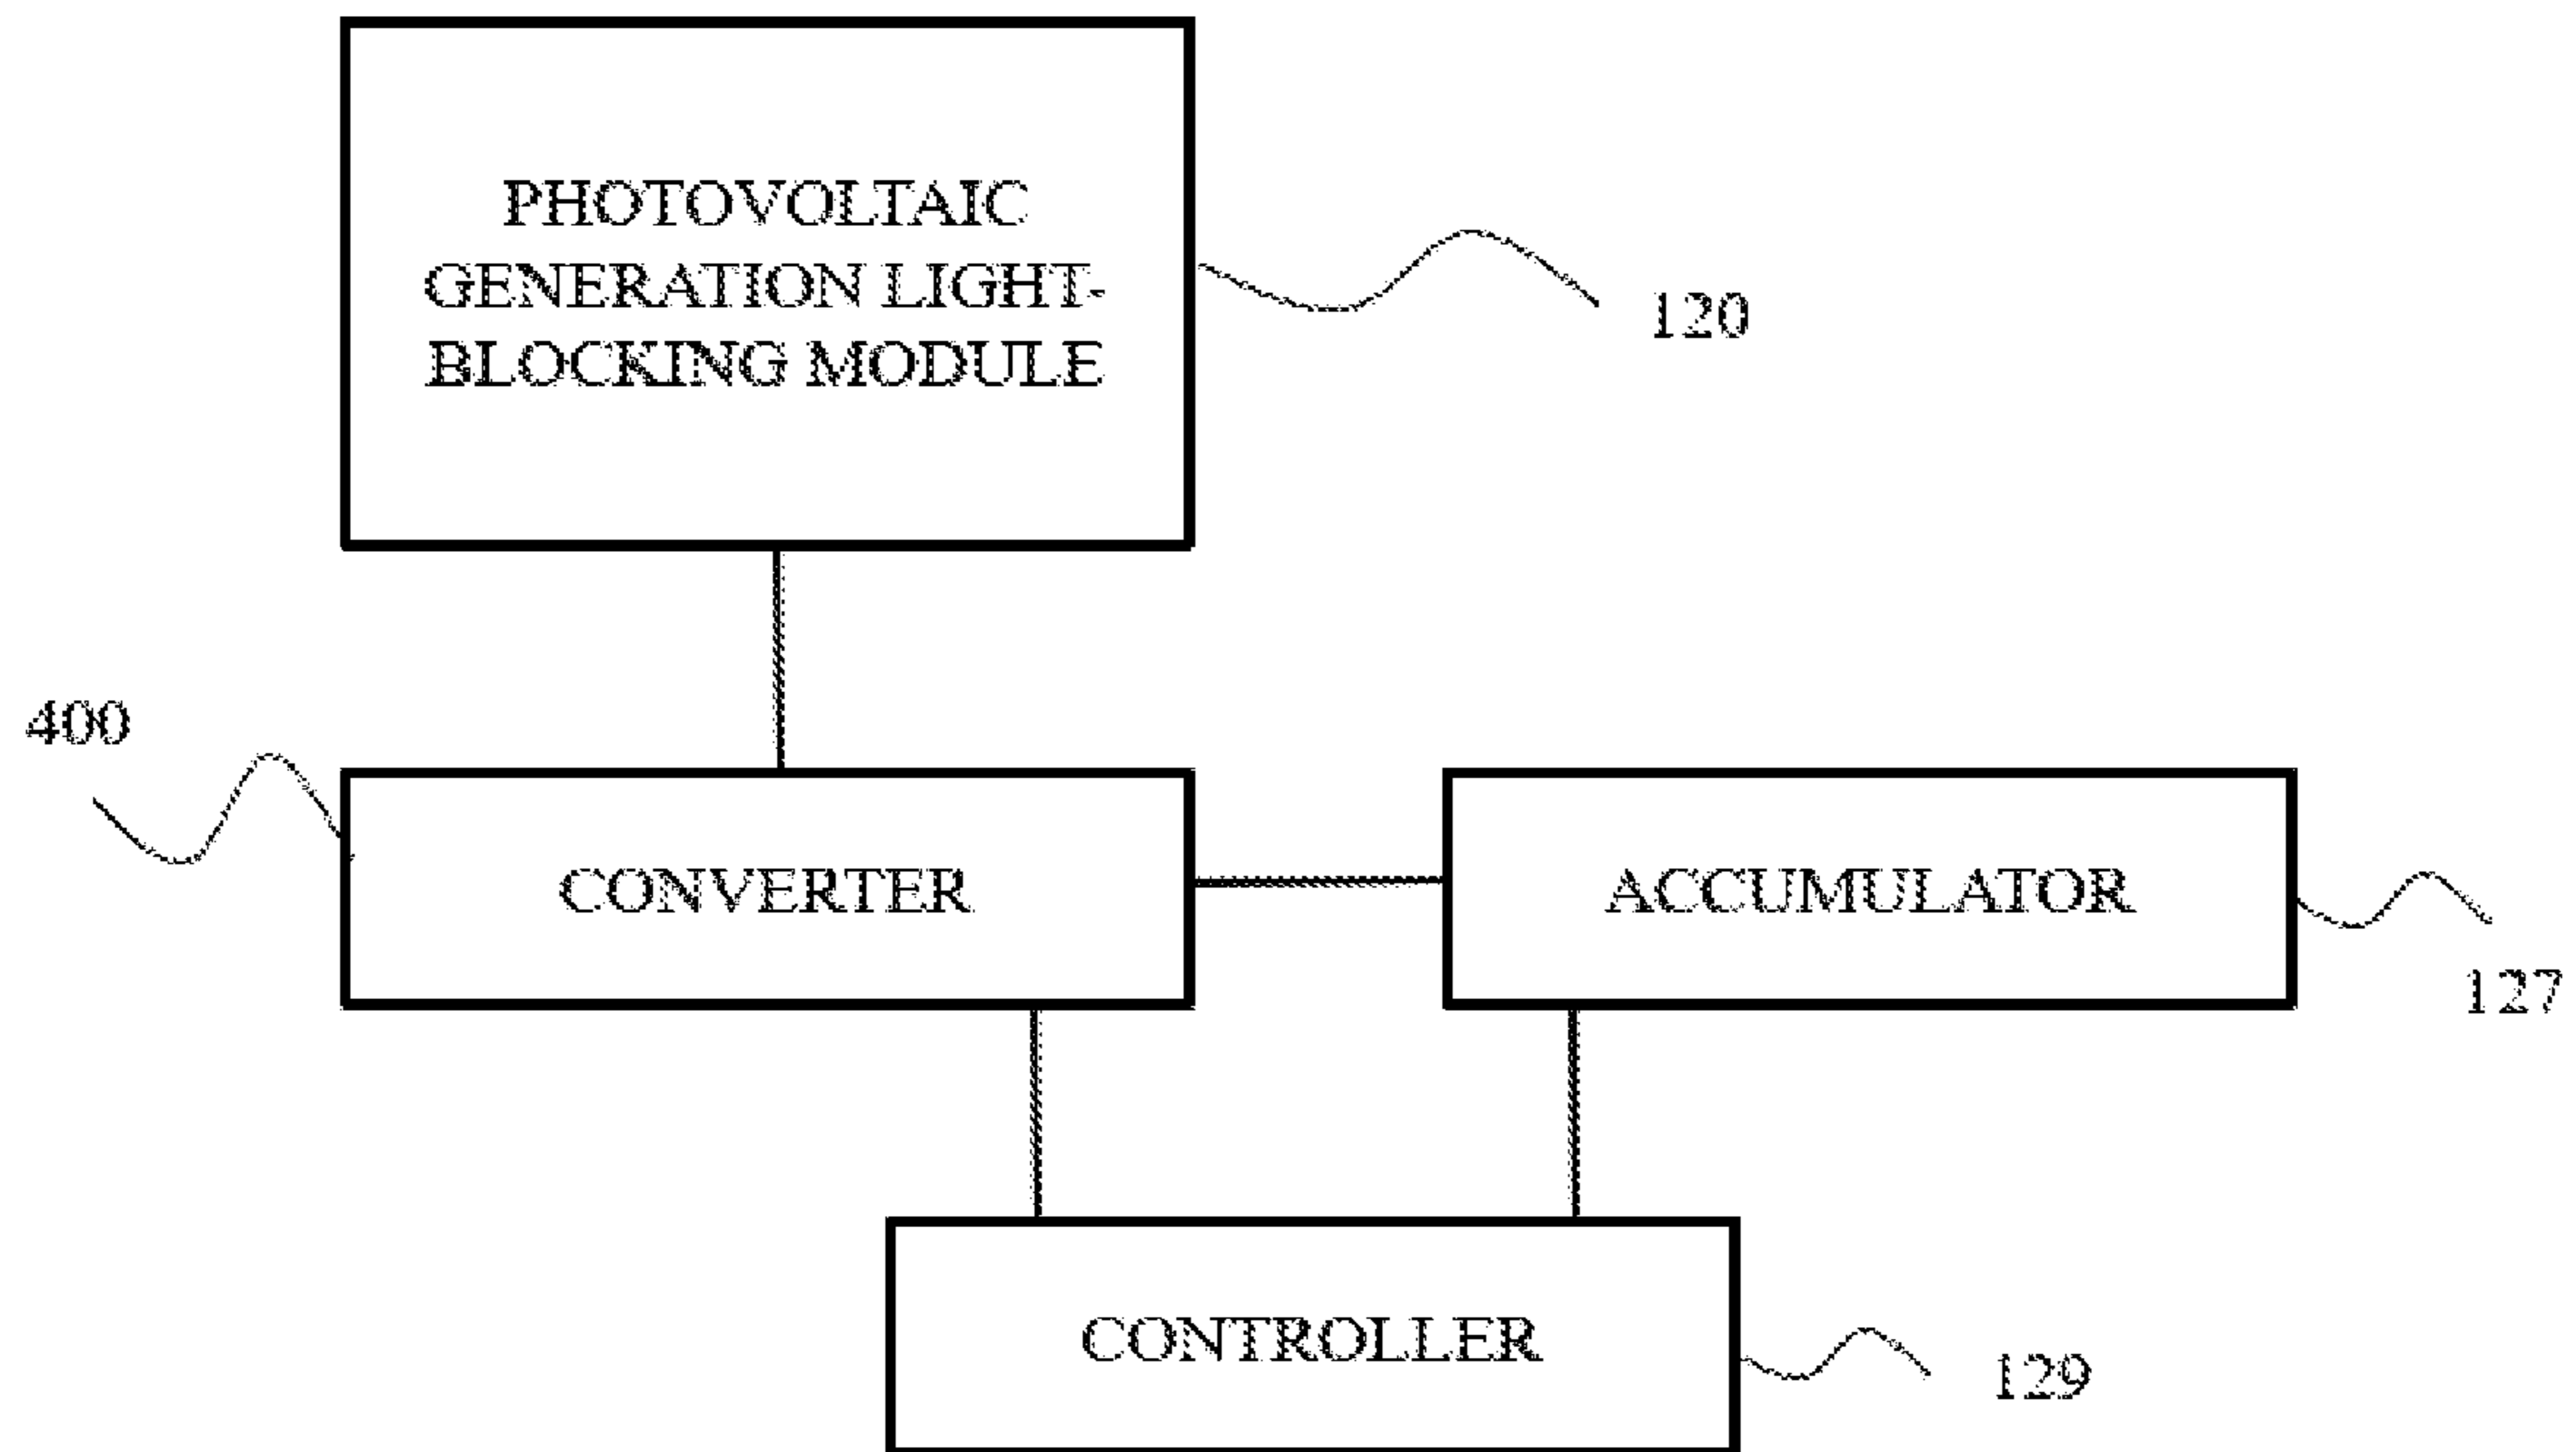 PHOTOVOLTAIC
GENERATION LIGHT-
BLOCKING MODULE
120
400
CONVERTER
ACCUMULATOR
127
CONTROLLER
129